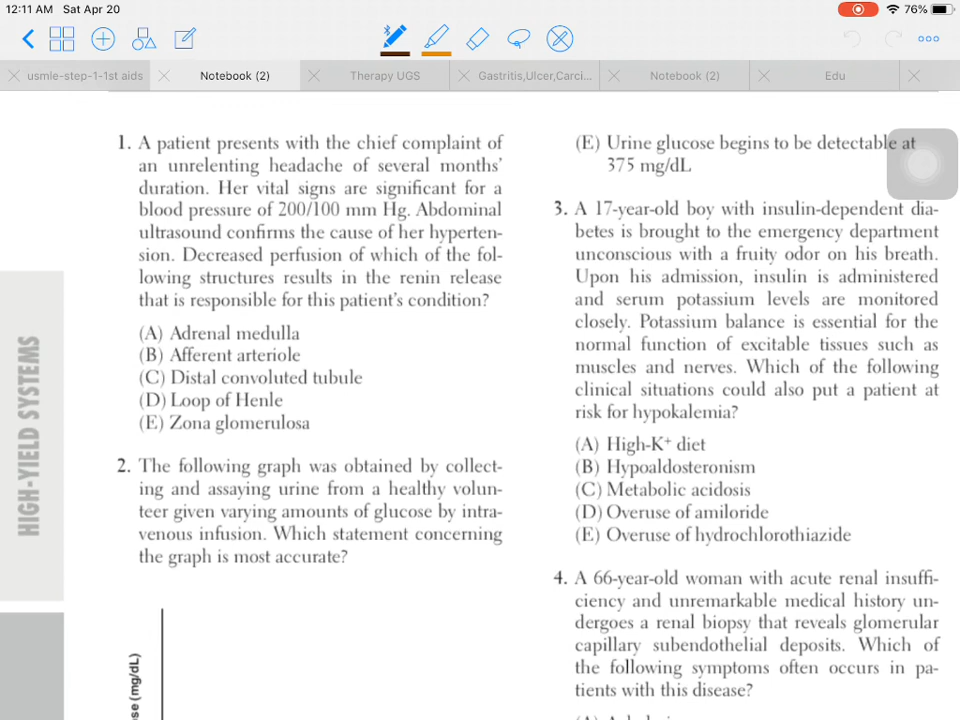 12:11 AM Sat Apr 20
76%
usmle-step-1-1st aids
Notebook (2)
Therapy UGS
Gastritis,Ulcer,Carci...
Notebook (2)
Edu
1. A patient presents with the chief complaint of
an unrelenting headache of several months'
duration. Her vital signs are significant for a
blood pressure of 200/100 mm Hg. Abdominal
ultrasound confirms the cause of her hyperten-
sion. Decreased perfusion of which of the fol-
lowing structures results in the renin release
that is responsible for this patient's condition?
(A) Adrenal medulla
(B) Afferent arteriole
(C) Distal convoluted tubule
(D) Loop of Henle
(E) Zona glomerulosa
2. The following graph was obtained by collect-
ing and assaying urine from a healthy volun-
teer given varying amounts of glucose by intra-
venous infusion. Which statement concerning
the graph is most accurate?
(E) Urine glucose begins to be detectable at
375 mg/dL
3. A 17-year-old boy with insulin-dependent dia-
betes is brought to the emergency department
unconscious with a fruity odor on his breath.
Upon his admission, insulin is administered
and serum potassium levels are monitored
closely. Potassium balance is essential for the
normal function of excitable tissues such as
muscles and nerves. Which of the following
clinical situations could also put a patient at
risk for hypokalemia?
(A) High-K⁺ diet
(B) Hypoaldosteronism
(C) Metabolic acidosis
(D) Overuse of amiloride
(E) Overuse of hydrochlorothiazide
4. A 66-year-old woman with acute renal insuffi-
ciency and unremarkable medical history un-
dergoes a renal biopsy that reveals glomerular
capillary subendothelial deposits. Which of
the following symptoms often occurs in pa-
tients with this disease?
HIGH-YIELD SYSTEMS
se (mg/dL)